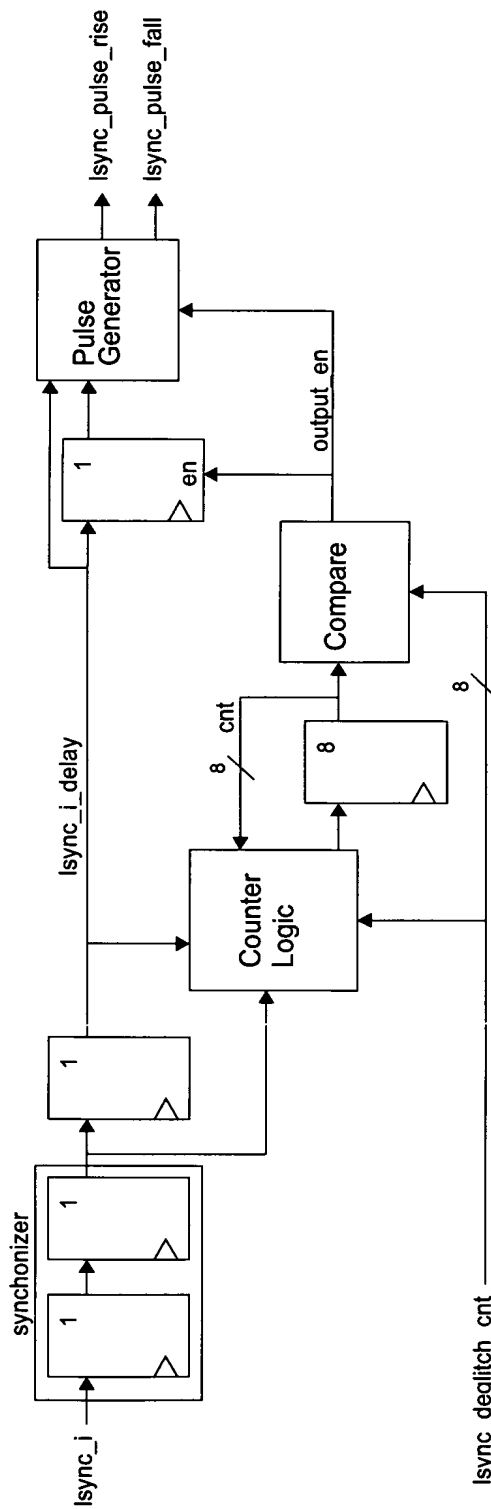 synchonizer
lsync_i
1
1
1
lsync_i_delay
Counter
Logic
8
cnt
8
Compare
output_en
1
en
Pulse
Generator
lsync_pulse_rise
lsync_pulse_fall
lsync_deglitch_cnt
8